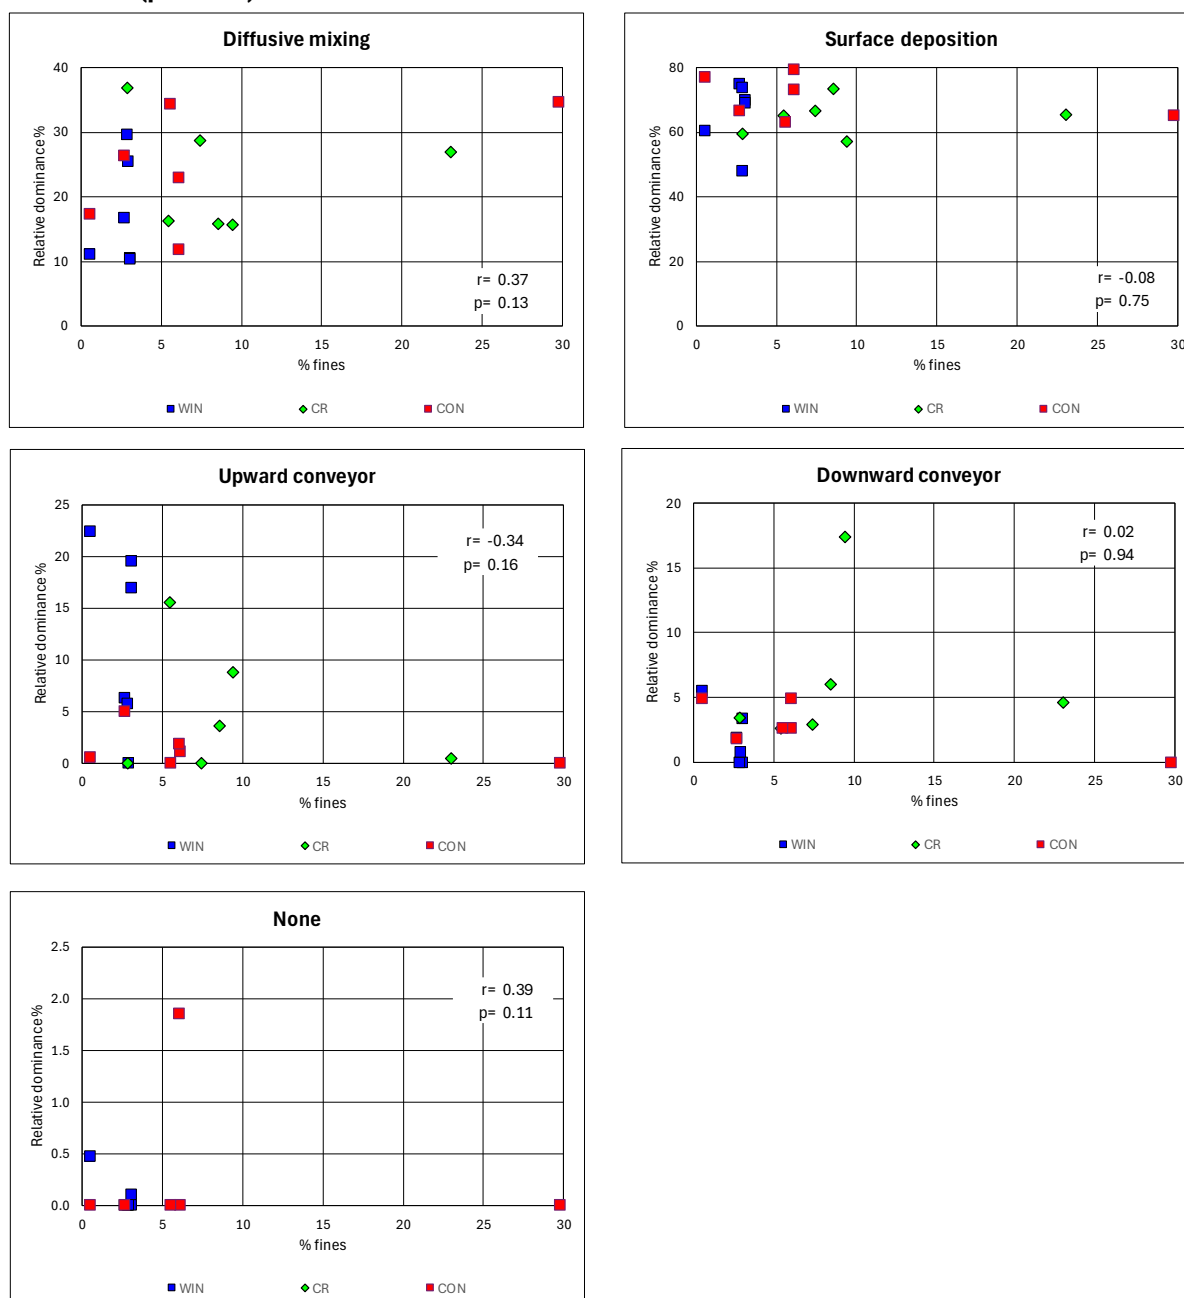 Diffusive mixing
40
30
20
10
0
Relative dominance%
r= 0.37
p= 0.13
0 5 10 15 20 25 30
% fines
WIN CR CON
Surface deposition
80
60
40
20
0
Relative dominance%
r= -0.08
p= 0.75
0 5 10 15 20 25 30
% fines
WIN CR CON
Upward conveyor
25
20
15
10
5
0
Relative dominance%
r= -0.34
p= 0.16
0 5 10 15 20 25 30
% fines
WIN CR CON
Downward conveyor
20
15
10
5
0
Relative dominance%
r= 0.02
p= 0.94
0 5 10 15 20 25 30
% fines
WIN CR CON
None
2.5
2.0
1.5
1.0
0.5
0.0
Relative dominance%
r= 0.39
p= 0.11
0 5 10 15 20 25 30
% fines
WIN CR CON